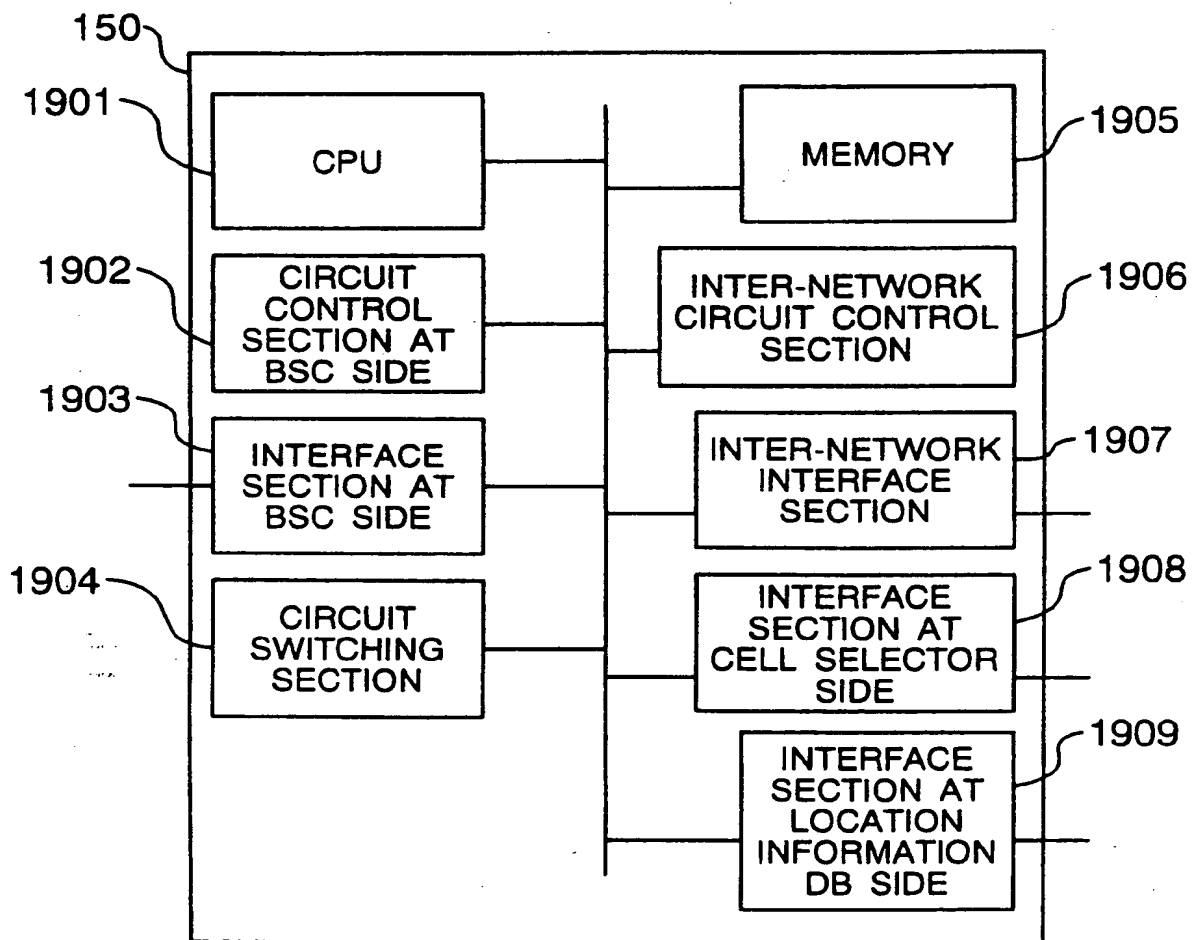 150
1901
CPU
1905
MEMORY
1902
CIRCUIT
CONTROL
SECTION AT
BSC SIDE
1906
INTER-NETWORK
CIRCUIT CONTROL
SECTION
1903
INTERFACE
SECTION AT
BSC SIDE
1907
INTER-NETWORK
INTERFACE
SECTION
1904
CIRCUIT
SWITCHING
SECTION
1908
INTERFACE
SECTION AT
CELL SELECTOR
SIDE
1909
INTERFACE
SECTION AT
LOCATION
INFORMATION
DB SIDE